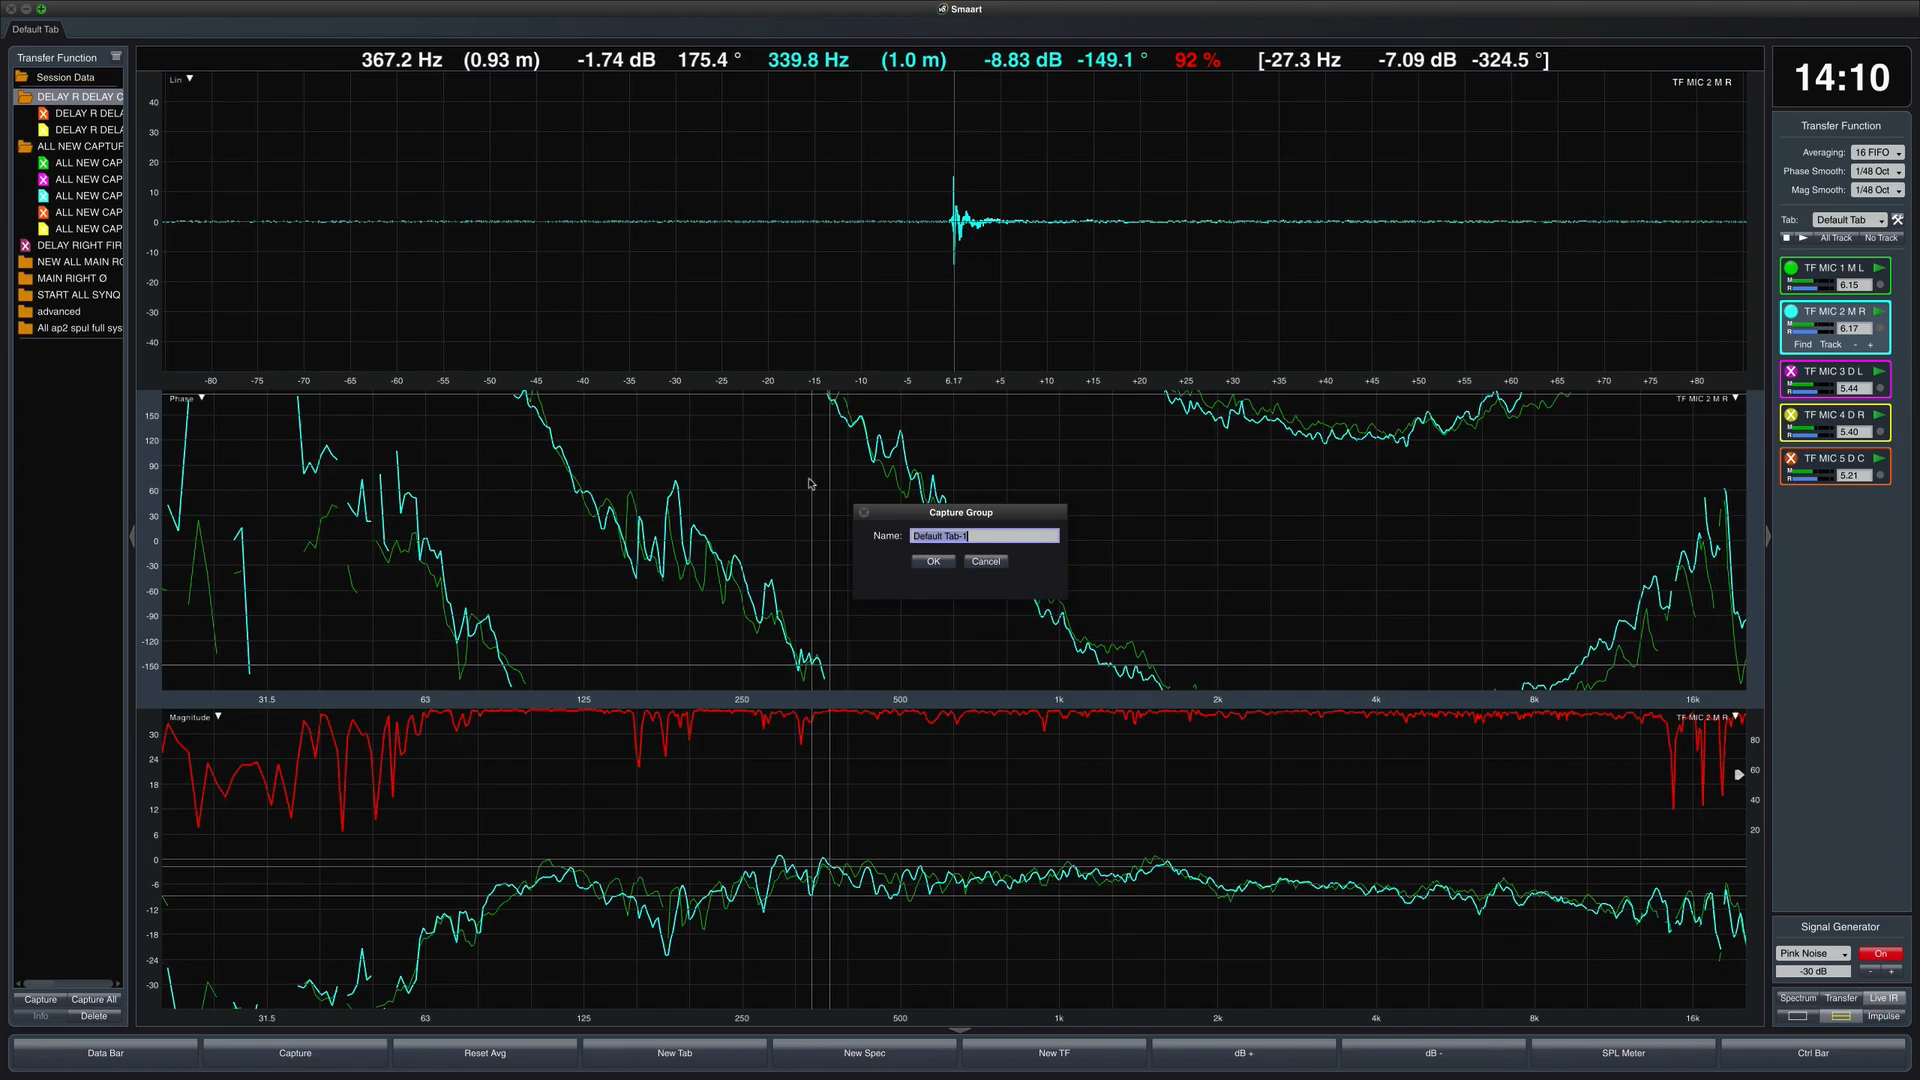 Smaart
Default Tab
Transfer Function
Session Data
DELAY R DELAY C
DELAY R DELA
DELAY R DELA
ALL NEW CAPTUR
ALL NEW CAP
ALL NEW CAP
ALL NEW CAP
ALL NEW CAP
ALL NEW CAP
DELAY RIGHT FIR
NEW ALL MAIN RO
MAIN RIGHT Ø
START ALL SYNQ
advanced
All ap2 spul full sys
Capture Capture All
Info Delete
367.2 Hz (0.93 m) -1.74 dB 175.4 ° 339.8 Hz (1.0 m) -8.83 dB -149.1 ° 92 % [-27.3 Hz -7.09 dB -324.5 °]
Lin
TF MIC 2 M R
40
30
20
10
0
-10
-20
-30
-40
-80 -75 -70 -65 -60 -55 -50 -45 -40 -35 -30 -25 -20 -15 -10 -5 6.17 +5 +10 +15 +20 +25 +30 +35 +40 +45 +50 +55 +60 +65 +70 +75 +80
Phase
TF MIC 2 M R
150
120
90
60
30
0
-30
-60
-90
-120
-150
31.5 63 125 250 500 1k 2k 4k 8k 16k
Capture Group
Name: Default Tab-1
OK Cancel
Magnitude
TF MIC 2 M R
30
24
18
12
6
0
-6
-12
-18
-24
-30
80
60
40
20
31.5 63 125 250 500 1k 2k 4k 8k 16k
14:10
Transfer Function
Averaging: 16 FIFO
Phase Smooth: 1/48 Oct
Mag Smooth: 1/48 Oct
Tab: Default Tab
All Track No Track
TF MIC 1 M L
M
R 6.15
TF MIC 2 M R
M
R 6.17
Find Track - +
TF MIC 3 D L
M
R 5.44
TF MIC 4 D R
M
R 5.40
TF MIC 5 D C
M
R 5.21
Signal Generator
Pink Noise On
-30 dB - +
Spectrum Transfer Live IR
Impulse
Data Bar Capture Reset Avg New Tab New Spec New TF dB + dB - SPL Meter Ctrl Bar